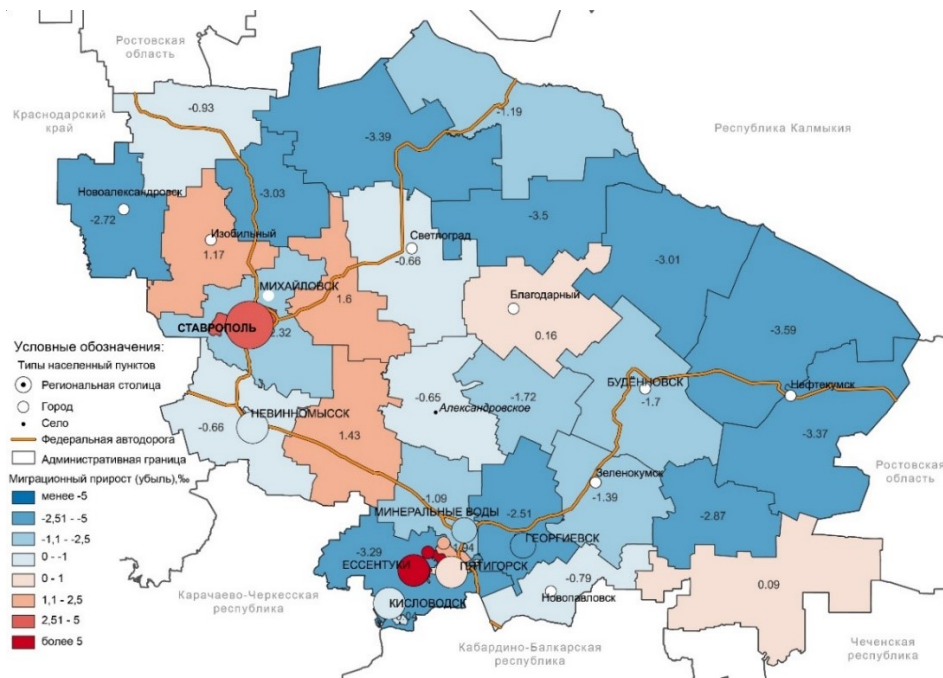 Ростовская
область
Краснодарский
край
-0.93
-3.39
-1.19
Республика Калмыкия
Новоалександровск
-2.72
-3.03
-3.5
Изобильный
1.17
Светлоград
-0.66
-3.01
МИХАЙЛОВСК
1.6
Благодарный
0.16
СТАВРОПОЛЬ
2.32
-3.59
Условные обозначения:
Типы населенный пунктов
Региональная столица
Город
Село
Федеральная автодорога
Административная граница
Миграционный прирост (убыль),‰
менее -5
-2,51 - -5
-1,1 - -2,5
0 - -1
0 - 1
1,1 - 2,5
2,51 - 5
более 5
БУДЁННОВСК
-1.7
Нефтекумск
-3.37
-0.65
Александровское
-1.72
НЕВИННОМЫССК
-0.66
1.43
Ростовская
область
Зеленокумск
-1.39
-1.09
МИНЕРАЛЬНЫЕ ВОДЫ
-2.51
ГЕОРГИЕВСК
-2.87
-3.29
ЕССЕНТУКИ
ПЯТИГОРСК
-0.79
Новопавловск
0.09
КИСЛОВОДСК
Карачаево-Черкесская
республика
Кабардино-Балкарская
республика
Чеченская
республика